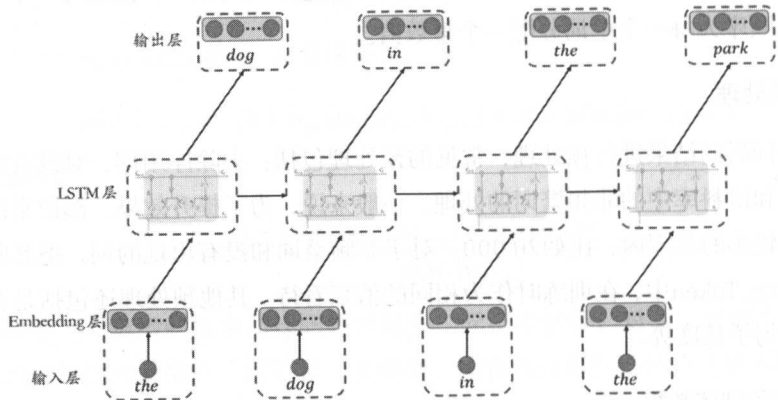 输出层
dog in the park
LSTM层
Embedding层
输入层
the dog in the